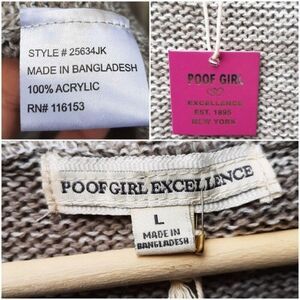 STYLE # 25634JK
MADE IN BANGLADESH
100% ACRYLIC
RN# 116153
POOF GIRL
EXCELLENCE
EST. 1895
NEW YORK
POOF GIRL EXCELLENCE
L
MADE IN
BANGLADESH